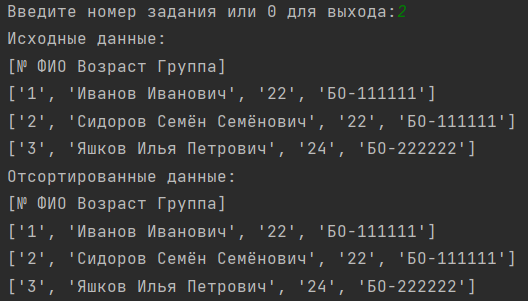 Введите номер задания или 0 для выхода:2
Исходные данные:
[№ ФИО Возраст Группа]
['1', 'Иванов Иванович', '22', 'БО-111111']
['2', 'Сидоров Семён Семёнович', '22', 'БО-111111']
['3', 'Яшков Илья Петрович', '24', 'БО-222222']
Отсортированные данные:
[№ ФИО Возраст Группа]
['1', 'Иванов Иванович', '22', 'БО-111111']
['2', 'Сидоров Семён Семёнович', '22', 'БО-111111']
['3', 'Яшков Илья Петрович', '24', 'БО-222222']